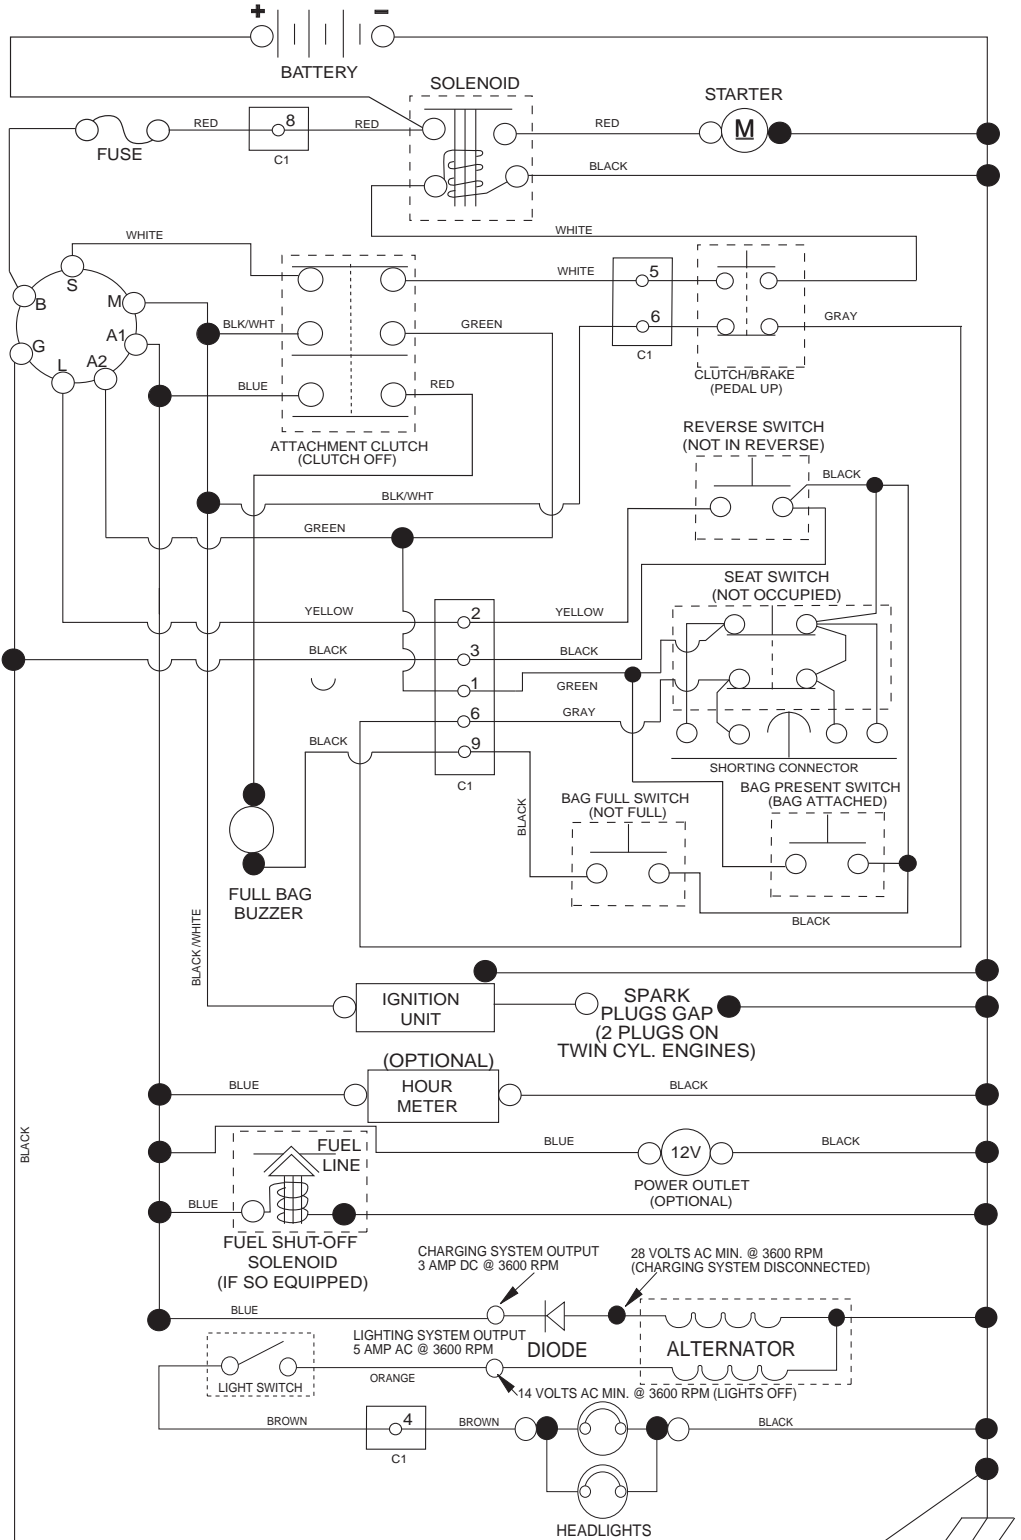 + –
BATTERY
SOLENOID
STARTER
RED
8
RED
RED
M
FUSE
C1
BLACK
WHITE
WHITE
S
WHITE
5
B
M
BLK/WHT
GREEN
6
GRAY
A1
G
C1
L
A2
BLUE
RED
CLUTCH/BRAKE
(PEDAL UP)
ATTACHMENT CLUTCH
(CLUTCH OFF)
REVERSE SWITCH
(NOT IN REVERSE)
BLACK
BLK/WHT
GREEN
SEAT SWITCH
(NOT OCCUPIED)
YELLOW
2
YELLOW
BLACK
3
BLACK
1
GREEN
6
GRAY
BLACK
9
SHORTING CONNECTOR
C1
BAG PRESENT SWITCH
(BAG ATTACHED)
BAG FULL SWITCH
(NOT FULL)
BLACK
FULL BAG
BUZZER
BLACK
BLACK /WHITE
IGNITION
UNIT
SPARK
PLUGS GAP
(2 PLUGS ON
TWIN CYL. ENGINES)
(OPTIONAL)
HOUR
METER
BLUE
BLACK
BLACK
FUEL
LINE
BLUE
12V
BLACK
POWER OUTLET
(OPTIONAL)
BLUE
FUEL SHUT-OFF
SOLENOID
(IF SO EQUIPPED)
CHARGING SYSTEM OUTPUT
3 AMP DC @ 3600 RPM
28 VOLTS AC MIN. @ 3600 RPM
(CHARGING SYSTEM DISCONNECTED)
BLUE
LIGHTING SYSTEM OUTPUT
5 AMP AC @ 3600 RPM
DIODE
ALTERNATOR
LIGHT SWITCH
ORANGE
14 VOLTS AC MIN. @ 3600 RPM (LIGHTS OFF)
BROWN
4
BROWN
BLACK
C1
HEADLIGHTS